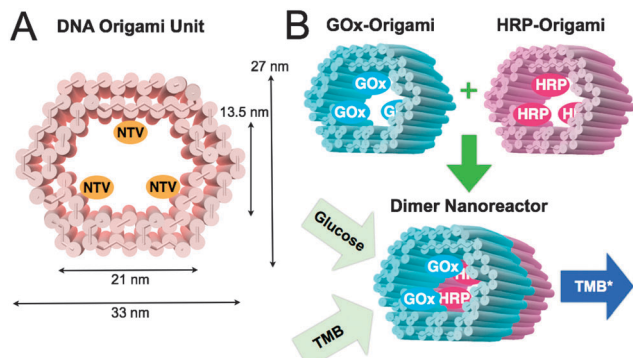 A
DNA Origami Unit
27 nm
13.5 nm
NTV
NTV
NTV
21 nm
33 nm
B
GOx-Origami
HRP-Origami
GOx
GOx
+
HRP
HRP
Dimer Nanoreactor
Glucose
TMB
GOx
GOx
HRP
TMB*